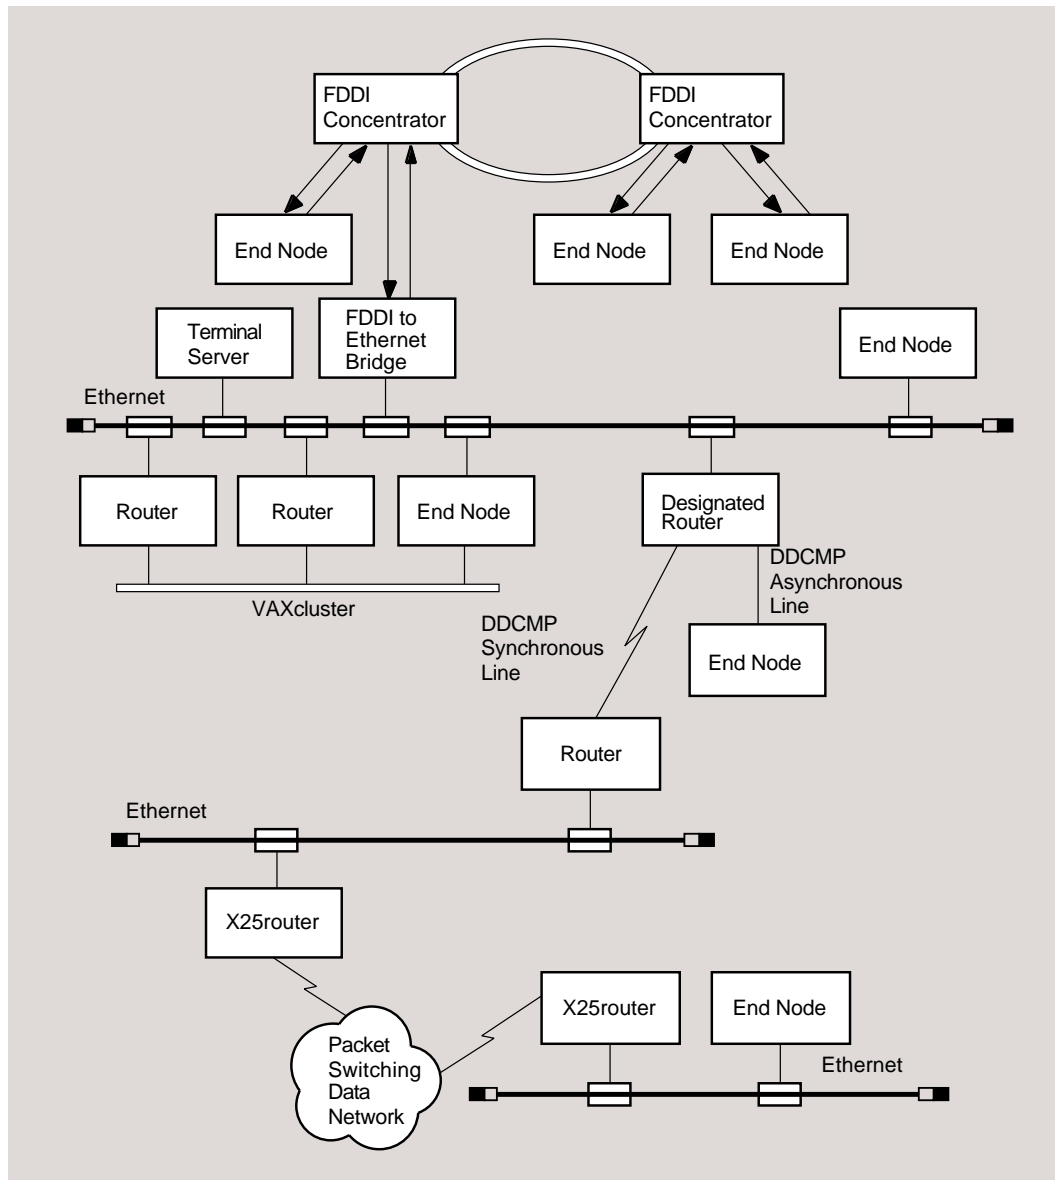 FDDI
Concentrator
FDDI
Concentrator
End Node
End Node
End Node
Terminal
Server
FDDI to
Ethernet
Bridge
End Node
Ethernet
Router
Router
End Node
Designated
Router
VAXcluster
DDCMP
Asynchronous
Line
DDCMP
Synchronous
Line
End Node
Router
Ethernet
X25router
X25router
End Node
Packet
Switching
Data
Network
Ethernet